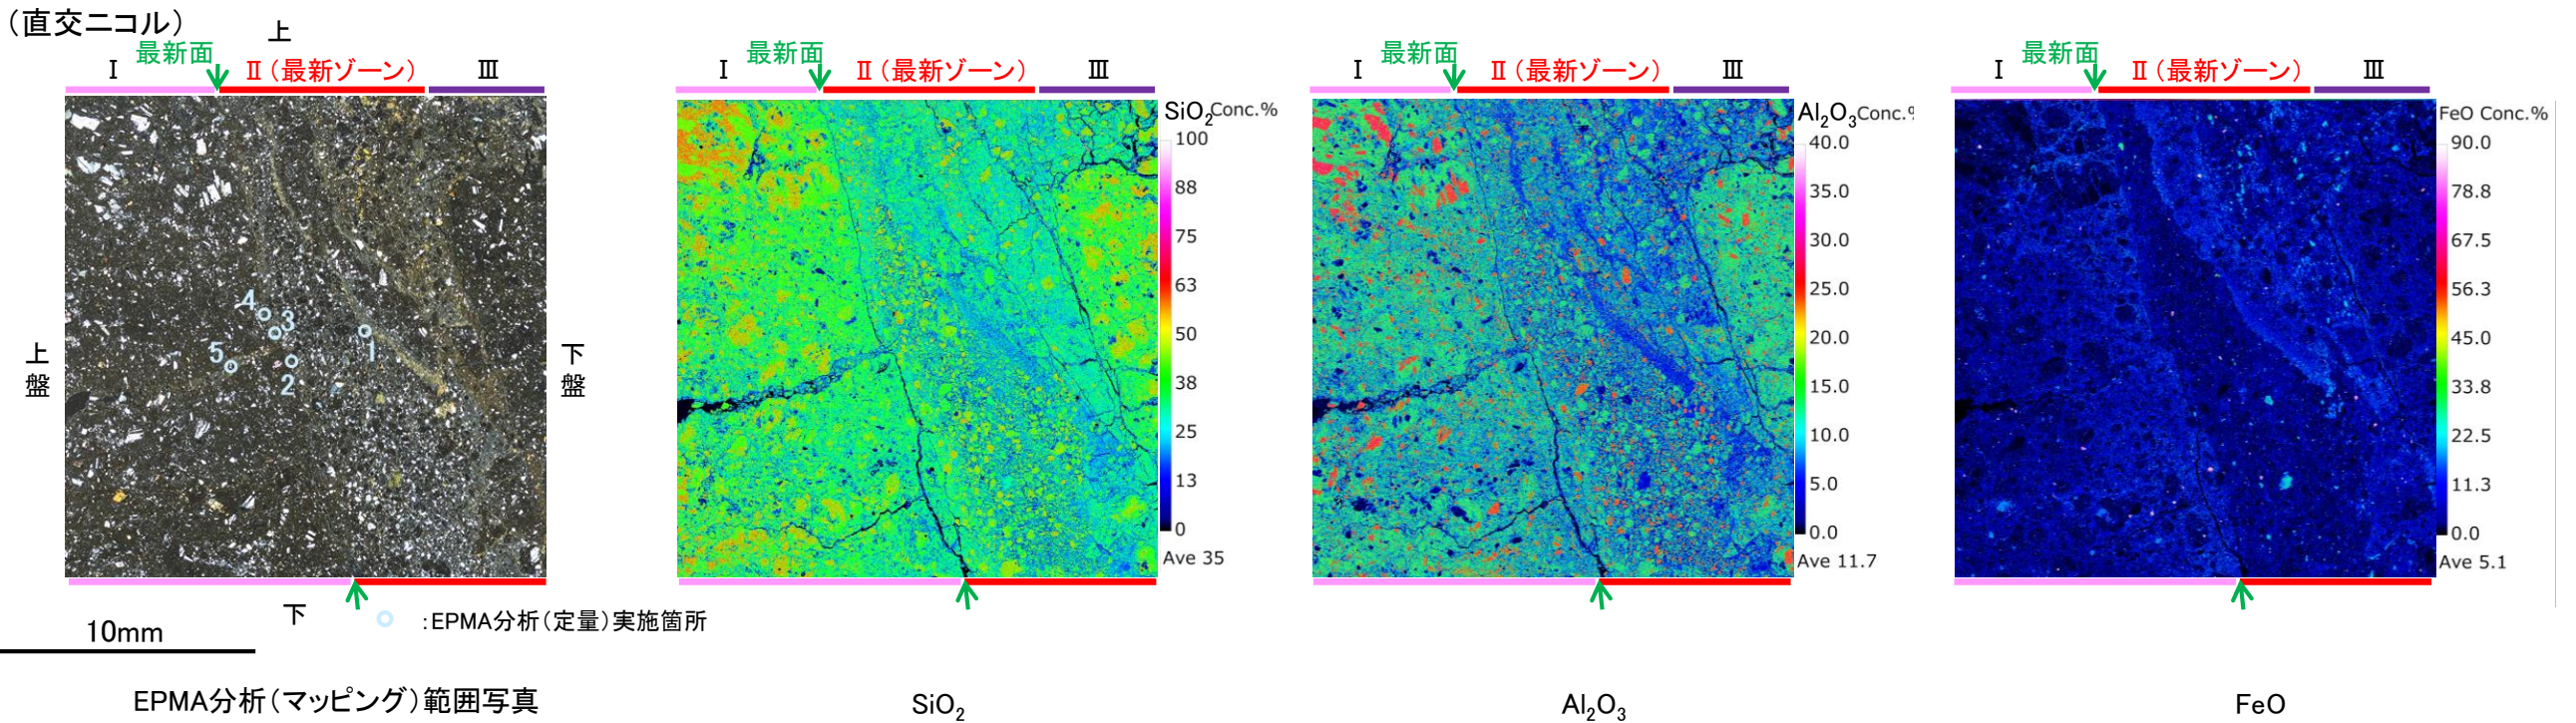 (直交ニコル)
上
最新面
Ⅰ
Ⅱ(最新ゾーン)
Ⅲ
上盤
下盤
4
3
5
2
1
下
:EPMA分析(定量)実施箇所
10mm
EPMA分析(マッピング)範囲写真
最新面
Ⅰ
Ⅱ(最新ゾーン)
Ⅲ
SiO₂ Conc.%
100
88
75
63
50
38
25
13
0
Ave 35
SiO₂
最新面
Ⅰ
Ⅱ(最新ゾーン)
Ⅲ
Al₂O₃ Conc.%
40.0
35.0
30.0
25.0
20.0
15.0
10.0
5.0
0.0
Ave 11.7
Al₂O₃
最新面
Ⅰ
Ⅱ(最新ゾーン)
Ⅲ
FeO Conc.%
90.0
78.8
67.5
56.3
45.0
33.8
22.5
11.3
0.0
Ave 5.1
FeO